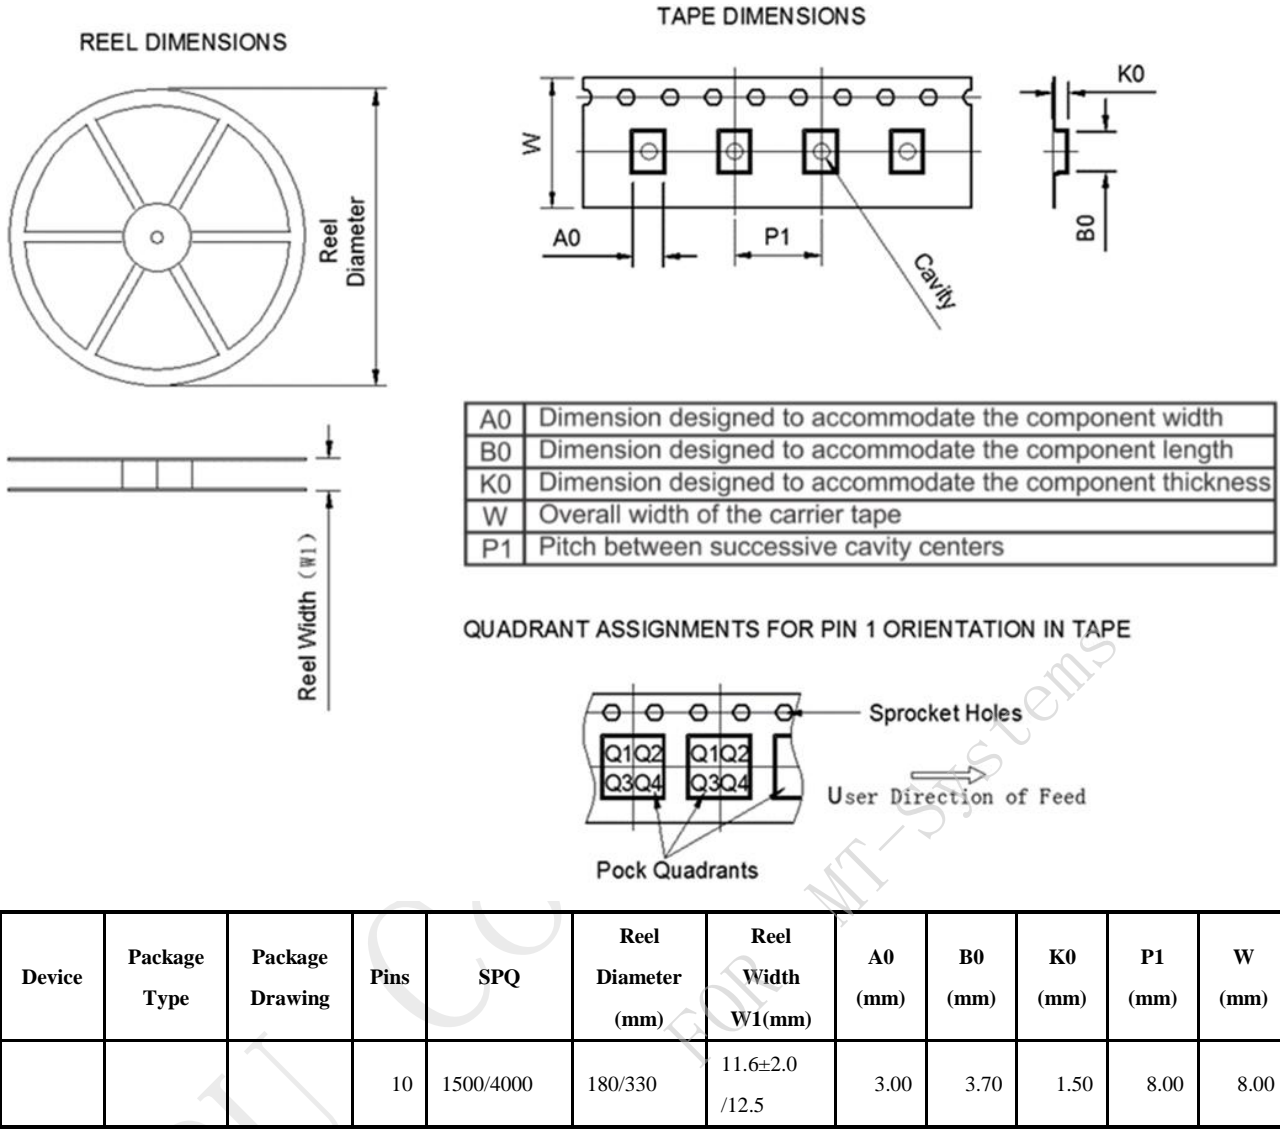 REEL DIMENSIONS
TAPE DIMENSIONS
Reel
Diameter
W
A0
P1
Cavity
K0
B0
Reel Width (W1)
A0 Dimension designed to accommodate the component width
B0 Dimension designed to accommodate the component length
K0 Dimension designed to accommodate the component thickness
W Overall width of the carrier tape
P1 Pitch between successive cavity centers
QUADRANT ASSIGNMENTS FOR PIN 1 ORIENTATION IN TAPE
Sprocket Holes
Q1 Q2 Q1 Q2
Q3 Q4 Q3 Q4
User Direction of Feed
Pock Quadrants
FOR MT-Systems
Device Package Type Package Drawing Pins SPQ Reel Diameter (mm) Reel Width W1(mm) A0 (mm) B0 (mm) K0 (mm) P1 (mm) W (mm)
10 1500/4000 180/330 11.6±2.0 /12.5 3.00 3.70 1.50 8.00 8.00